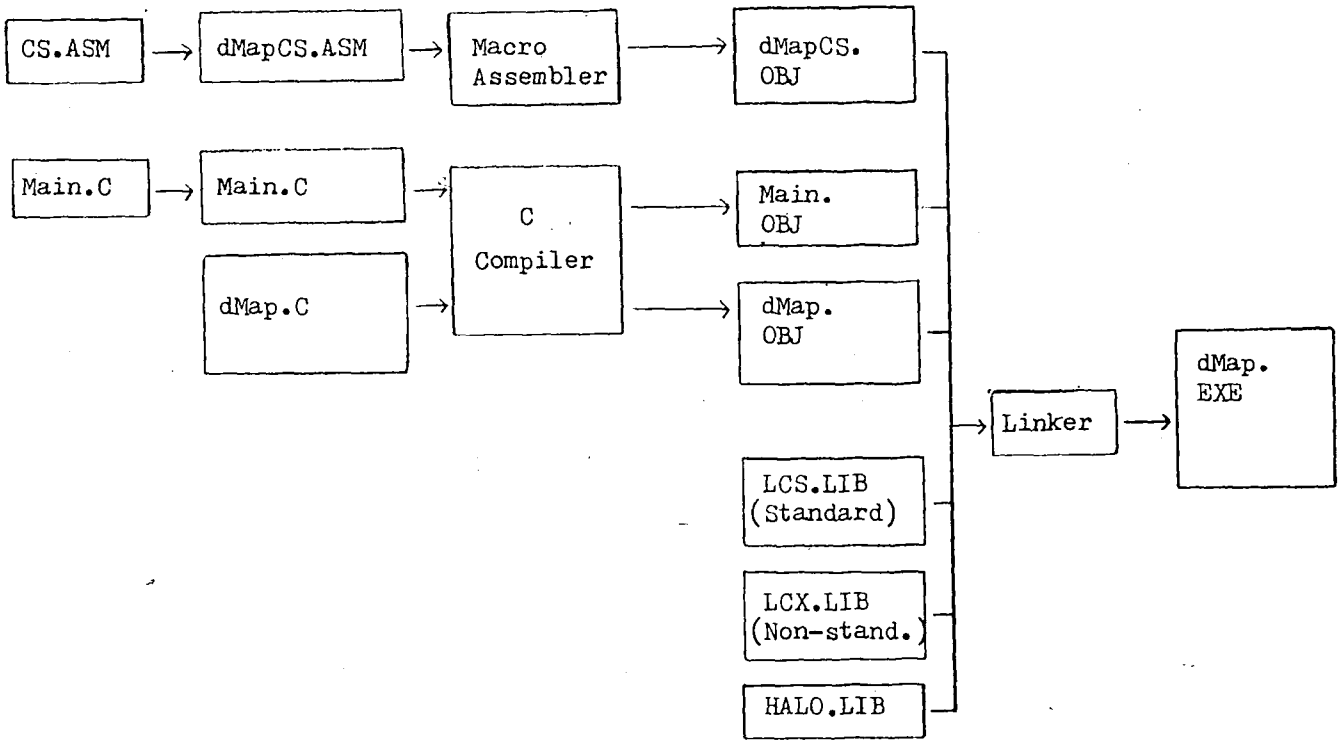 CS.ASM
dMapCS.ASM
Macro
Assembler
dMapCS.
OBJ
Main.C
Main.C
C
Compiler
Main.
OBJ
dMap.C
dMap.
OBJ
dMap.
EXE
Linker
LCS.LIB
(Standard)
LCX.LIB
(Non-stand.)
HALO.LIB